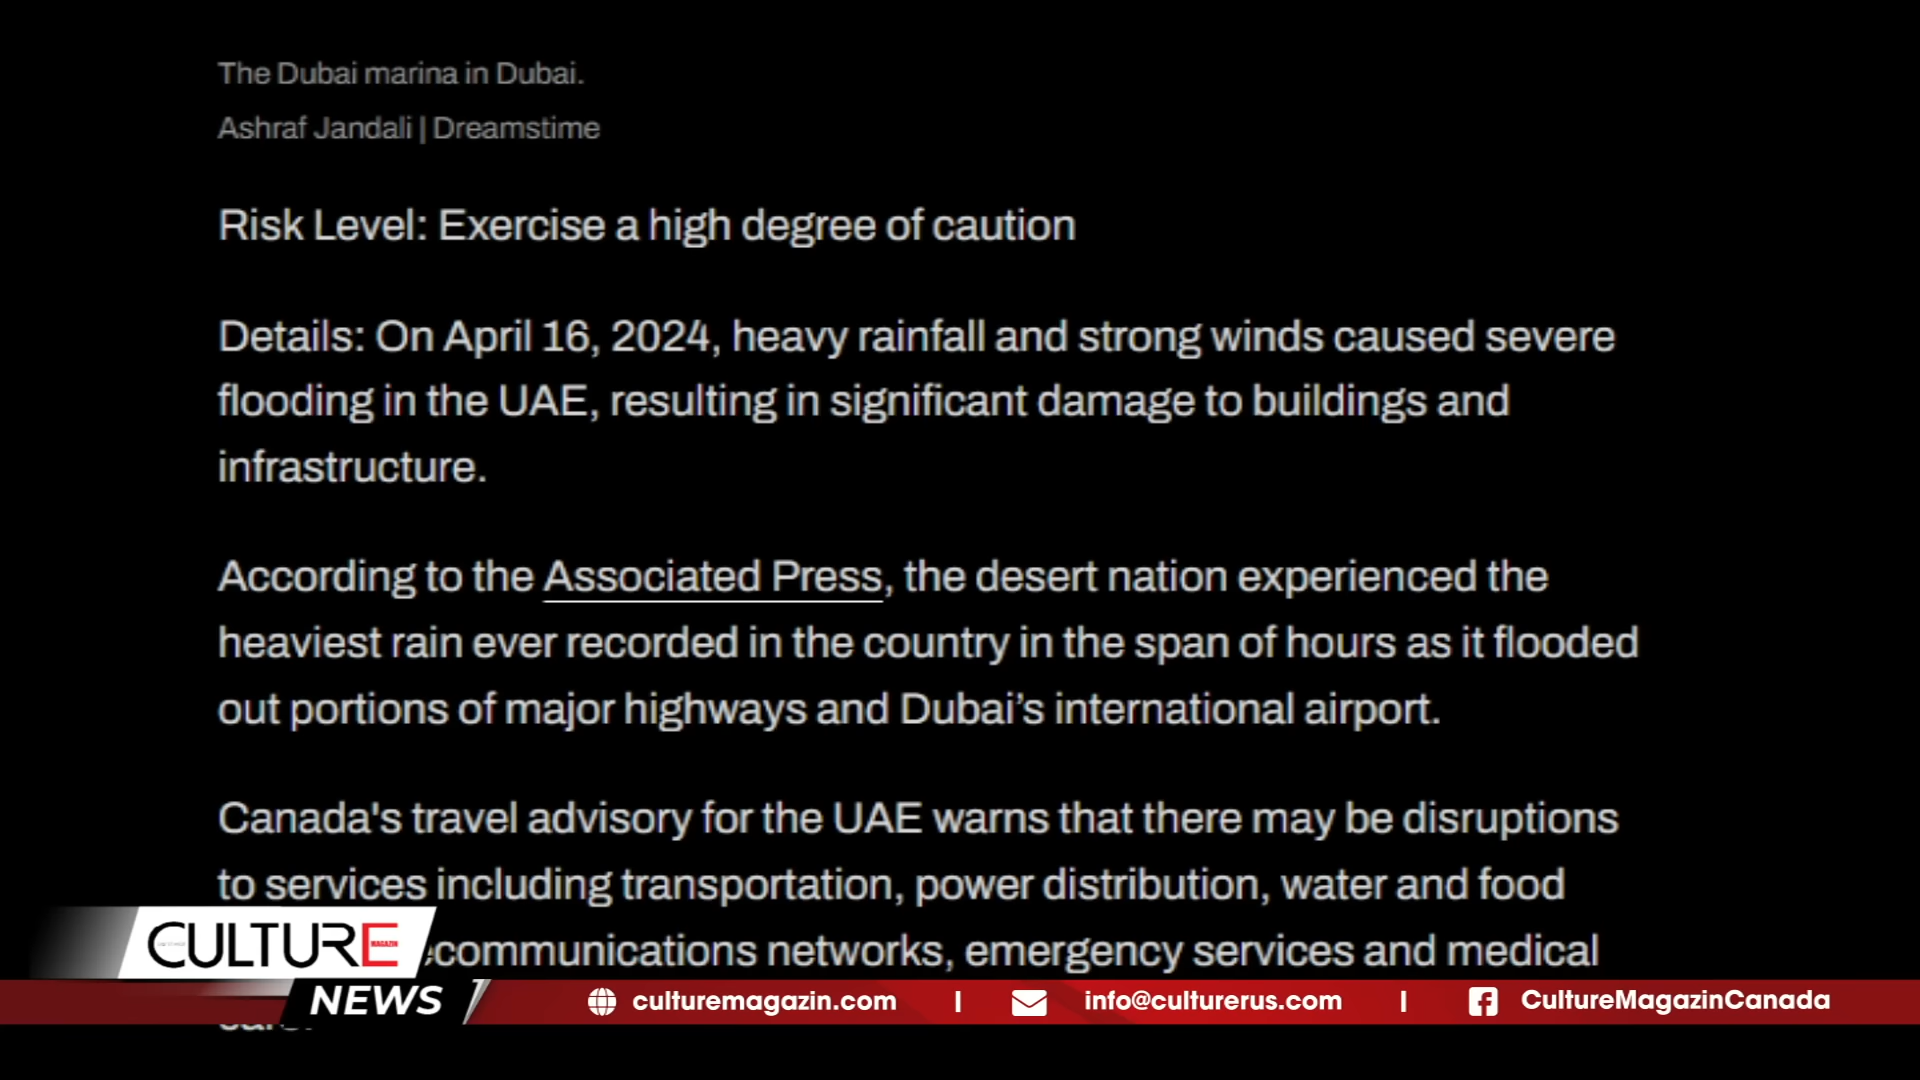 The Dubai marina in Dubai.
Ashraf Jandali | Dreamstime
Risk Level: Exercise a high degree of caution
Details: On April 16, 2024, heavy rainfall and strong winds caused severe
flooding in the UAE, resulting in significant damage to buildings and
infrastructure.
According to the Associated Press, the desert nation experienced the
heaviest rain ever recorded in the country in the span of hours as it flooded
out portions of major highways and Dubai’s international airport.
Canada's travel advisory for the UAE warns that there may be disruptions
to services including transportation, power distribution, water and food
communications networks, emergency services and medical
CULTURE
MAGAZIN
NEWS
culturemagazin.com | info@culturerus.com | CultureMagazinCanada